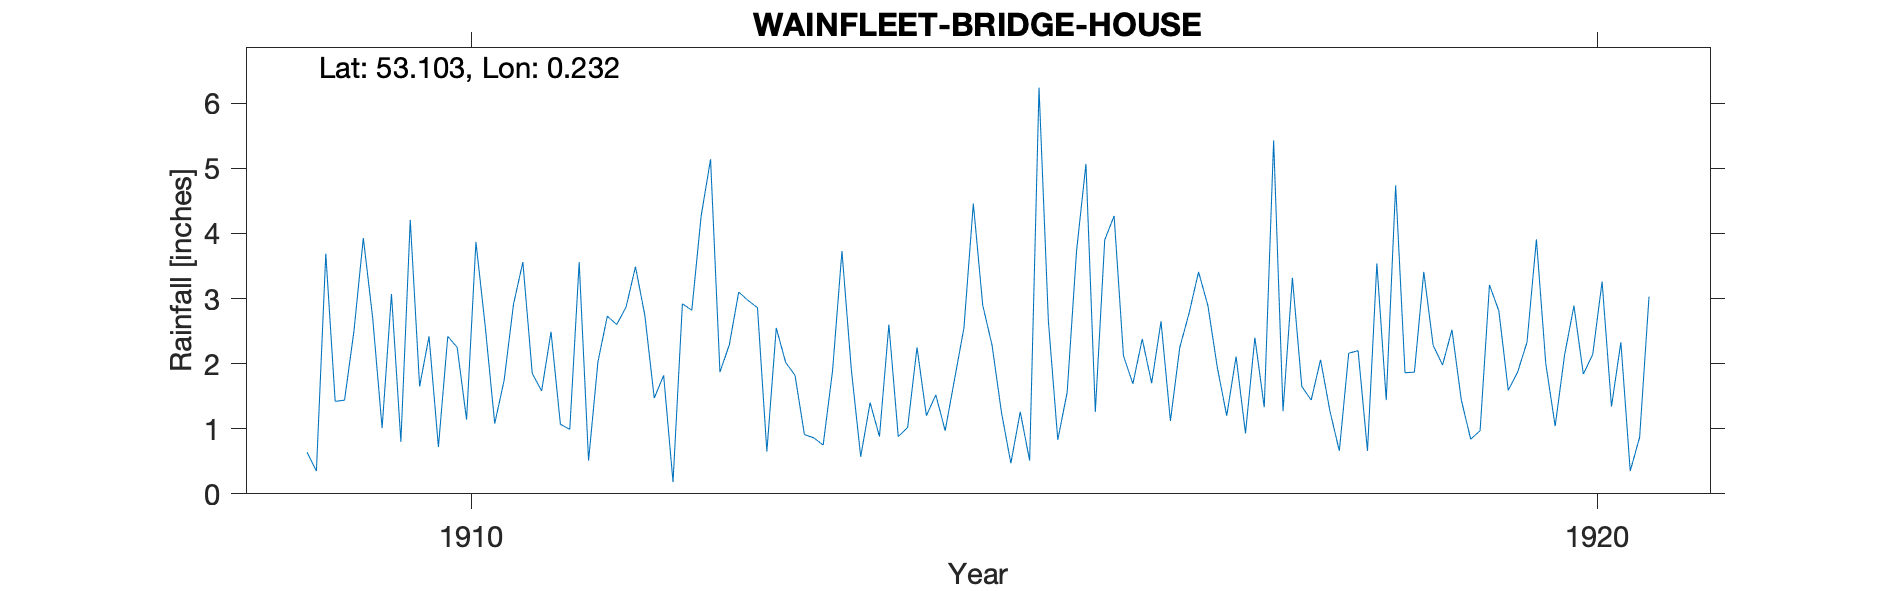 WAINFLEET-BRIDGE-HOUSE
Lat: 53.103, Lon: 0.232
6
5
4
3
2
1
0
Rainfall [inches]
1910
1920
Year